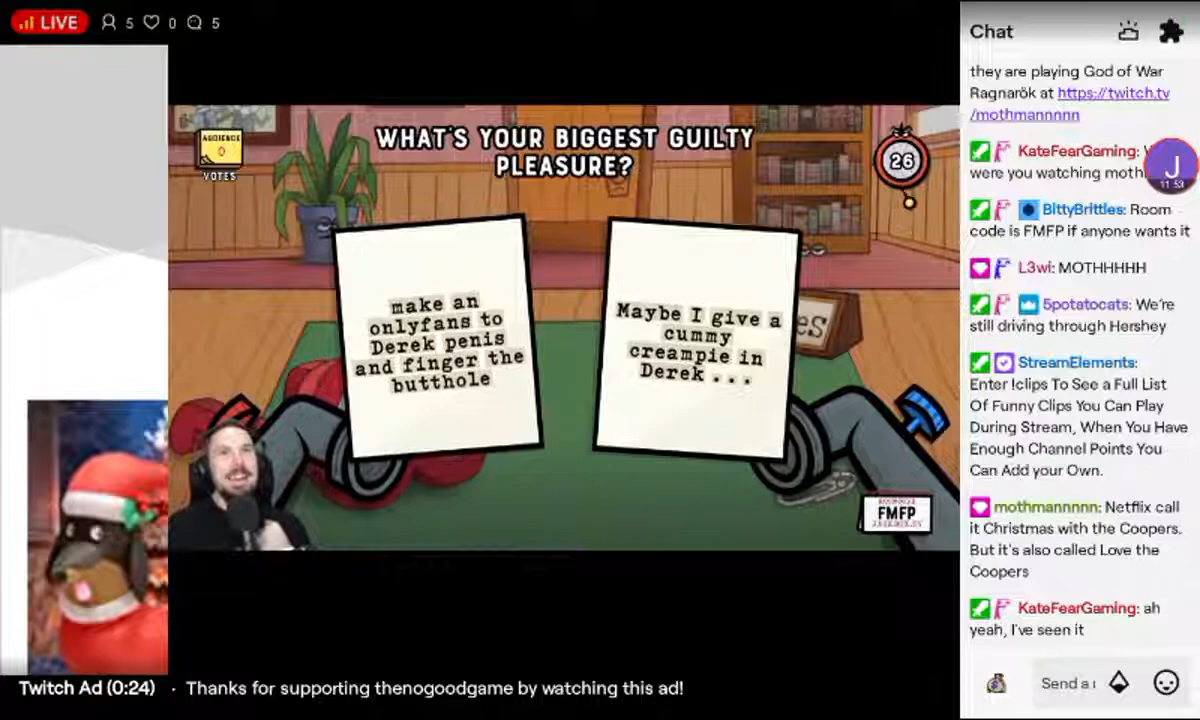 LIVE
5 0 5
AUDIENCE
0
VOTES
WHAT'S YOUR BIGGEST GUILTY
PLEASURE?
26
make an
onlyfans to
Derek penis
and finger the
butthole
Maybe I give a
cummy
creampie in
Derek ...
es
FMFP
Twitch Ad (0:24) · Thanks for supporting thenogoodgame by watching this ad!
Chat
they are playing God of War
Ragnarök at https://twitch.tv
/mothmannnnn
KateFearGaming:
were you watching moth
J
11:53
BittyBrittles: Room
code is FMFP if anyone wants it
L3wi: MOTHHHHH
5potatocats: We're
still driving through Hershey
StreamElements:
Enter !clips To See a Full List
Of Funny Clips You Can Play
During Stream, When You Have
Enough Channel Points You
Can Add your Own.
mothmannnnn: Netflix call
it Christmas with the Coopers.
But it's also called Love the
Coopers
KateFearGaming: ah
yeah, I've seen it
Send a